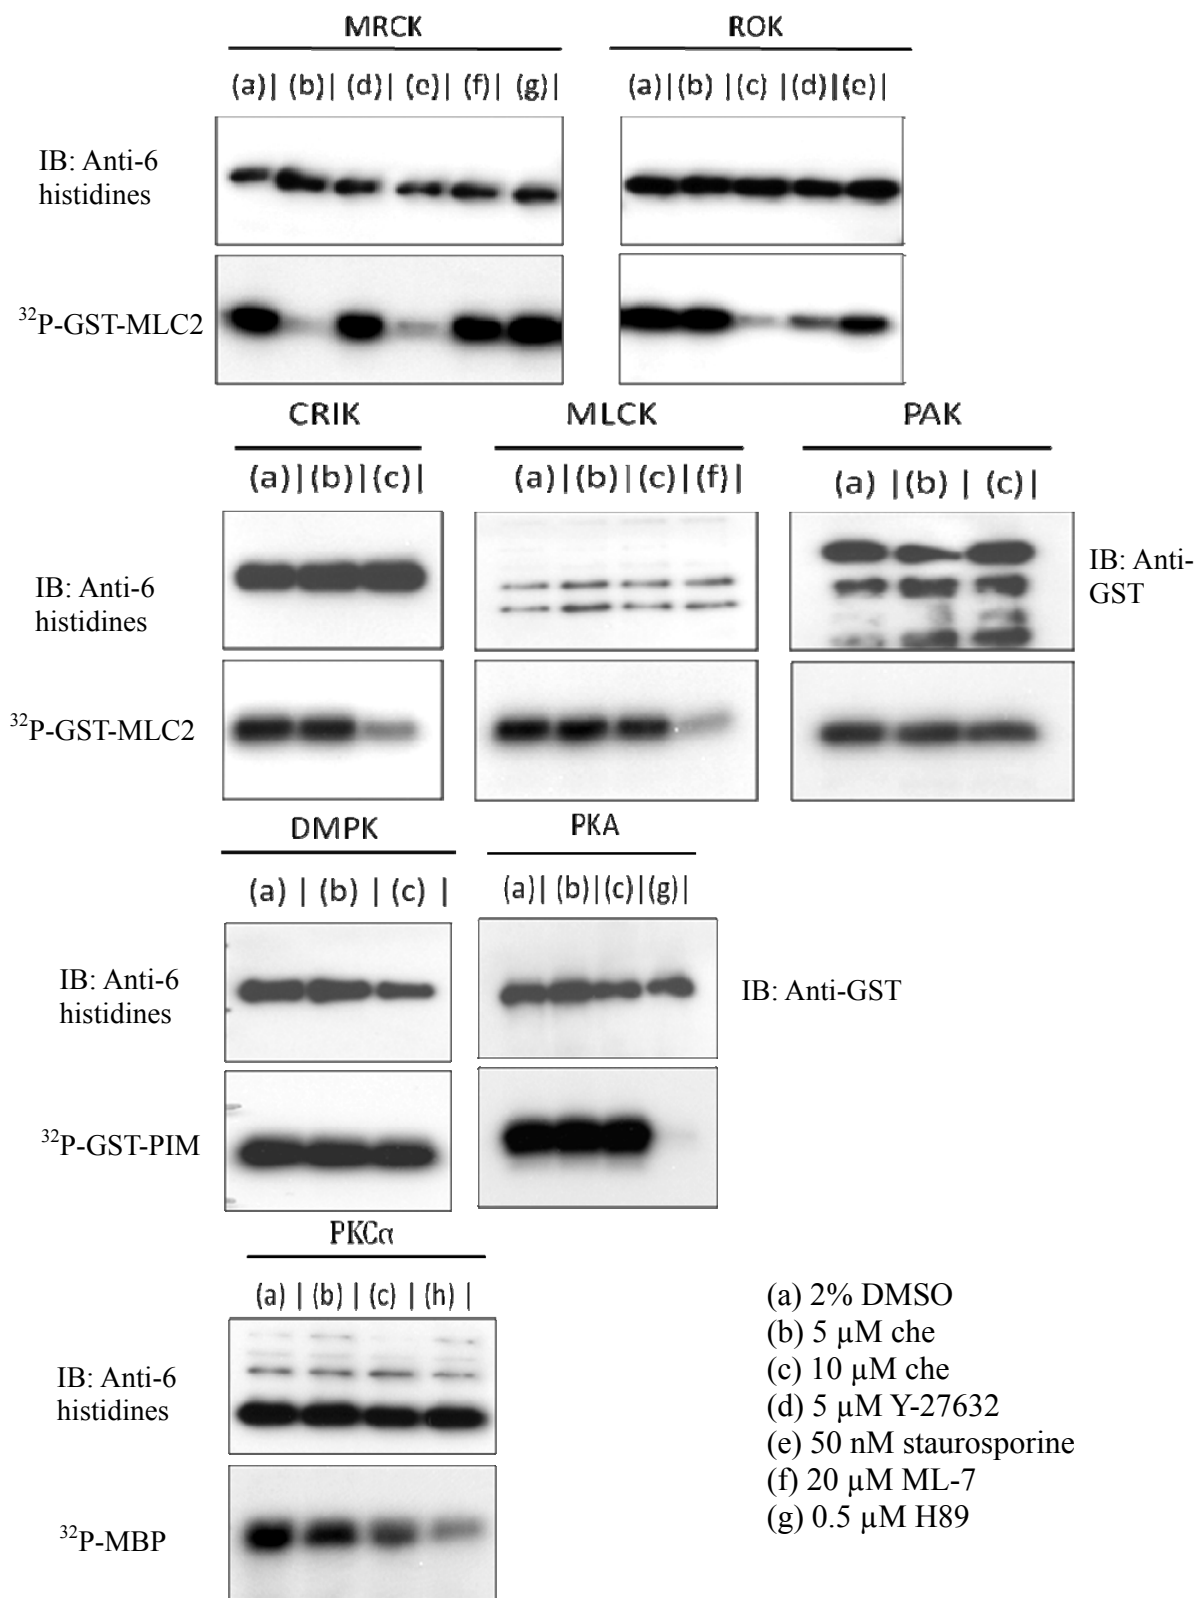 MRCK ROK
(a)| (b)| (d)| (e)| (f)| (g)| (a)|(b) |(c) |(d)|(e)|
IB: Anti-6
histidines
³²P-GST-MLC2
CRIK MLCK PAK
(a)|(b)|(c)| (a)|(b)|(c)|(f)| (a) |(b) | (c)|
IB: Anti-6
histidines
IB: Anti-
GST
³²P-GST-MLC2
DMPK PKA
(a) | (b) | (c) | (a)| (b)|(c)|(g)|
IB: Anti-6
histidines
IB: Anti-GST
³²P-GST-PIM
PKCα
(a) | (b) | (c) | (h) |
IB: Anti-6
histidines
³²P-MBP
(a) 2% DMSO
(b) 5 µM che
(c) 10 µM che
(d) 5 µM Y-27632
(e) 50 nM staurosporine
(f) 20 µM ML-7
(g) 0.5 µM H89